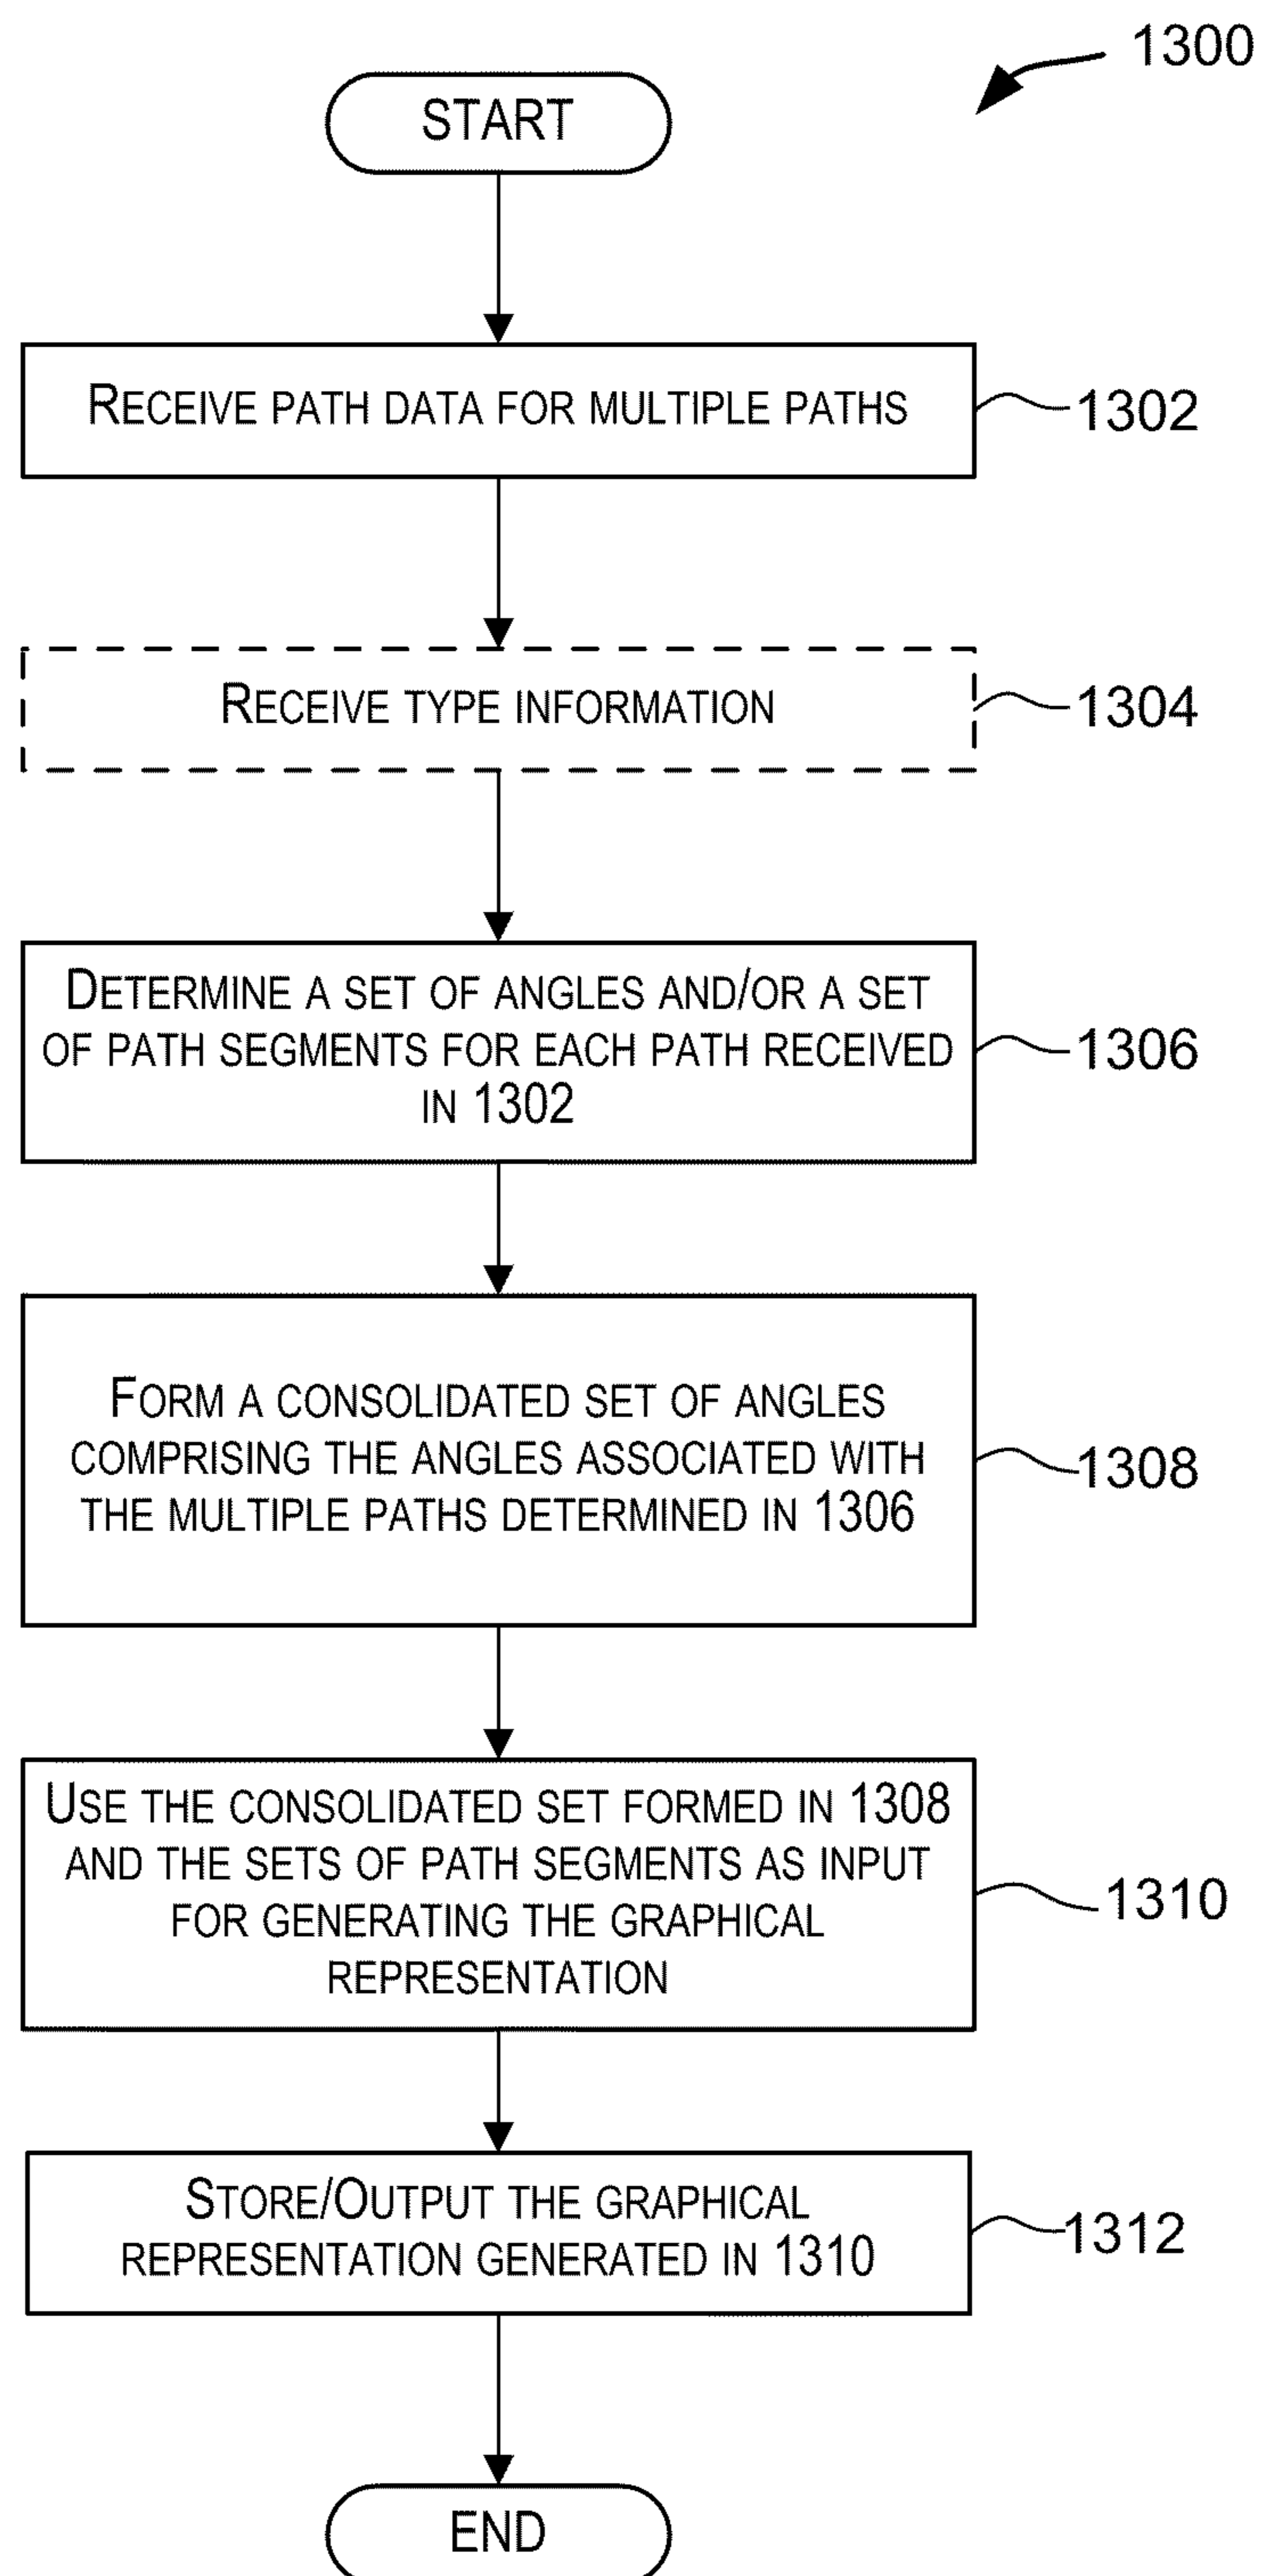 1300
START
RECEIVE PATH DATA FOR MULTIPLE PATHS
1302
RECEIVE TYPE INFORMATION
1304
DETERMINE A SET OF ANGLES AND/OR A SET
OF PATH SEGMENTS FOR EACH PATH RECEIVED
IN 1302
1306
FORM A CONSOLIDATED SET OF ANGLES
COMPRISING THE ANGLES ASSOCIATED WITH
THE MULTIPLE PATHS DETERMINED IN 1306
1308
USE THE CONSOLIDATED SET FORMED IN 1308
AND THE SETS OF PATH SEGMENTS AS INPUT
FOR GENERATING THE GRAPHICAL
REPRESENTATION
1310
STORE/OUTPUT THE GRAPHICAL
REPRESENTATION GENERATED IN 1310
1312
END